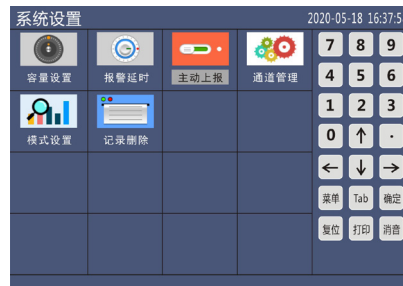 系统设置 2020-05-18 16:37:5
容量设置 报警延时 主动上报 通道管理
模式设置 记录删除
7 8 9
4 5 6
1 2 3
0 ↑ ·
← ↓ →
菜单 Tab 确定
复位 打印 消音